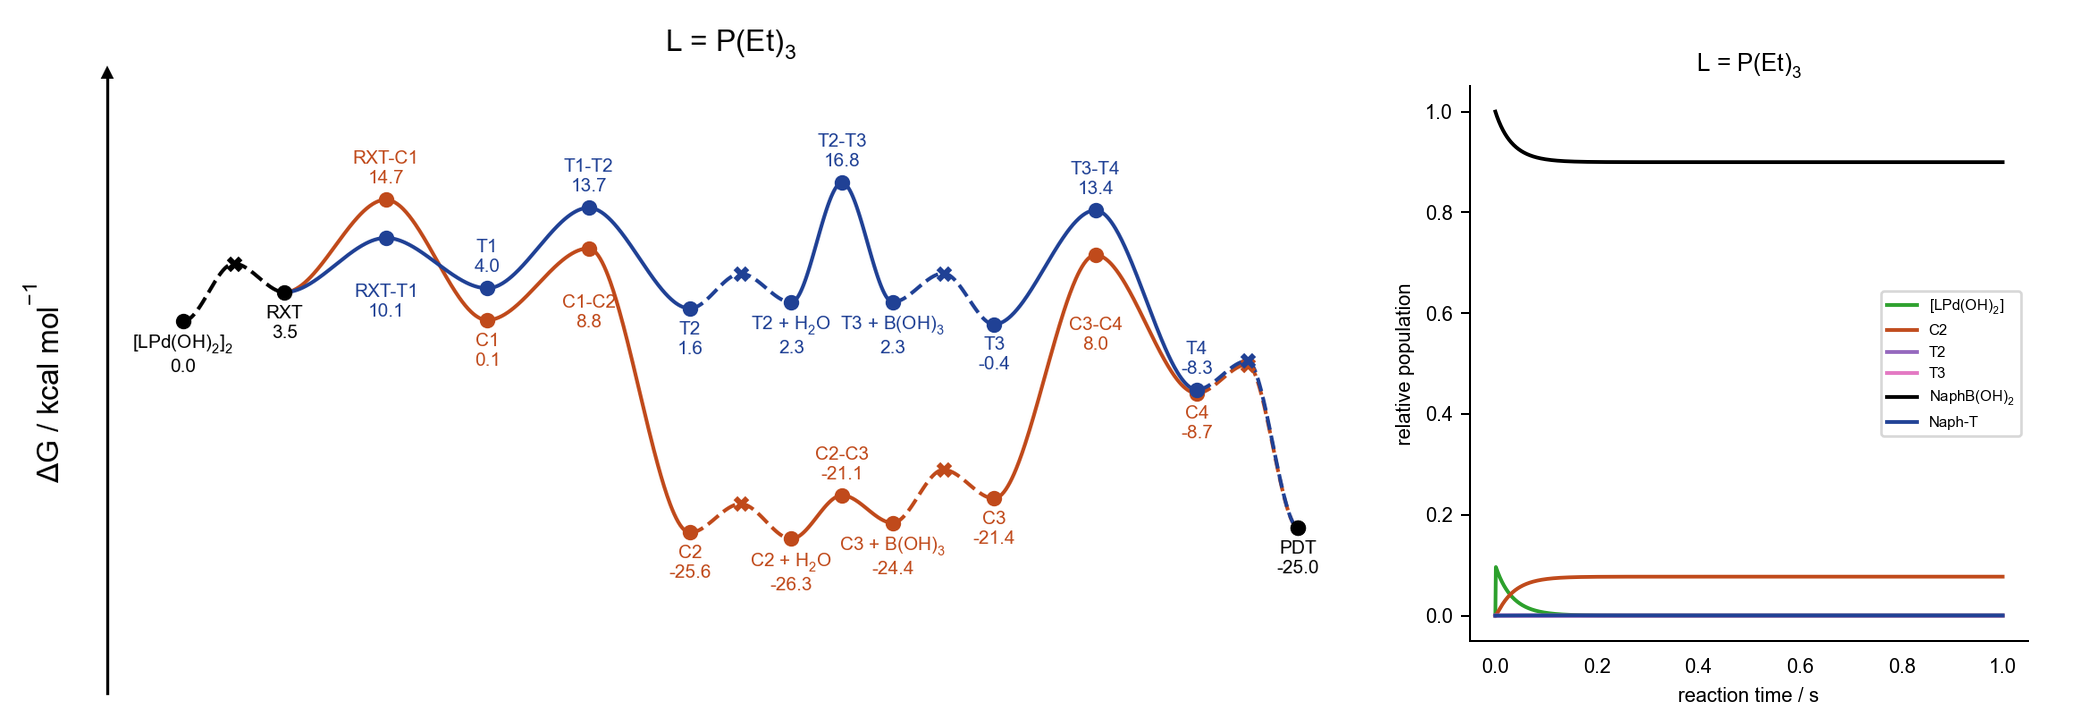 L = P(Et)₃
ΔG / kcal mol⁻¹
[LPd(OH)₂]₂
0.0
RXT
3.5
RXT-C1
14.7
RXT-T1
10.1
T1
4.0
C1
0.1
T1-T2
13.7
C1-C2
8.8
T2
1.6
C2
-25.6
T2 + H₂O
2.3
C2 + H₂O
-26.3
T2-T3
16.8
C2-C3
-21.1
T3 + B(OH)₃
2.3
C3 + B(OH)₃
-24.4
T3
-0.4
C3
-21.4
T3-T4
13.4
C3-C4
8.0
T4
-8.3
C4
-8.7
PDT
-25.0
L = P(Et)₃
relative population
1.0
0.8
0.6
0.4
0.2
0.0
[LPd(OH)₂]
C2
T2
T3
NaphB(OH)₂
Naph-T
0.0 0.2 0.4 0.6 0.8 1.0
reaction time / s